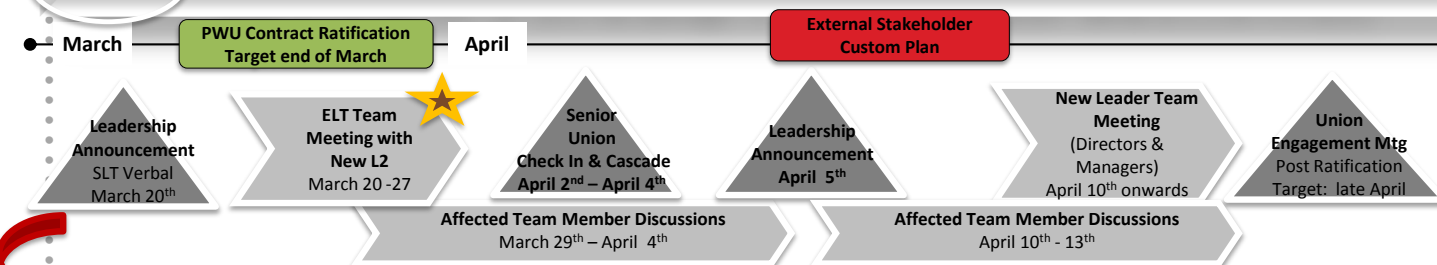 March
PWU Contract Ratification
Target end of March
April
External Stakeholder
Custom Plan
Leadership
Announcement
SLT Verbal
March 20th
ELT Team
Meeting with
New L2
March 20 -27
Senior
Union
Check In & Cascade
April 2nd – April 4th
Leadership
Announcement
April 5th
New Leader Team
Meeting
(Directors &
Managers)
April 10th onwards
Union
Engagement Mtg
Post Ratification
Target: late April
Affected Team Member Discussions
March 29th – April 4th
Affected Team Member Discussions
April 10th - 13th